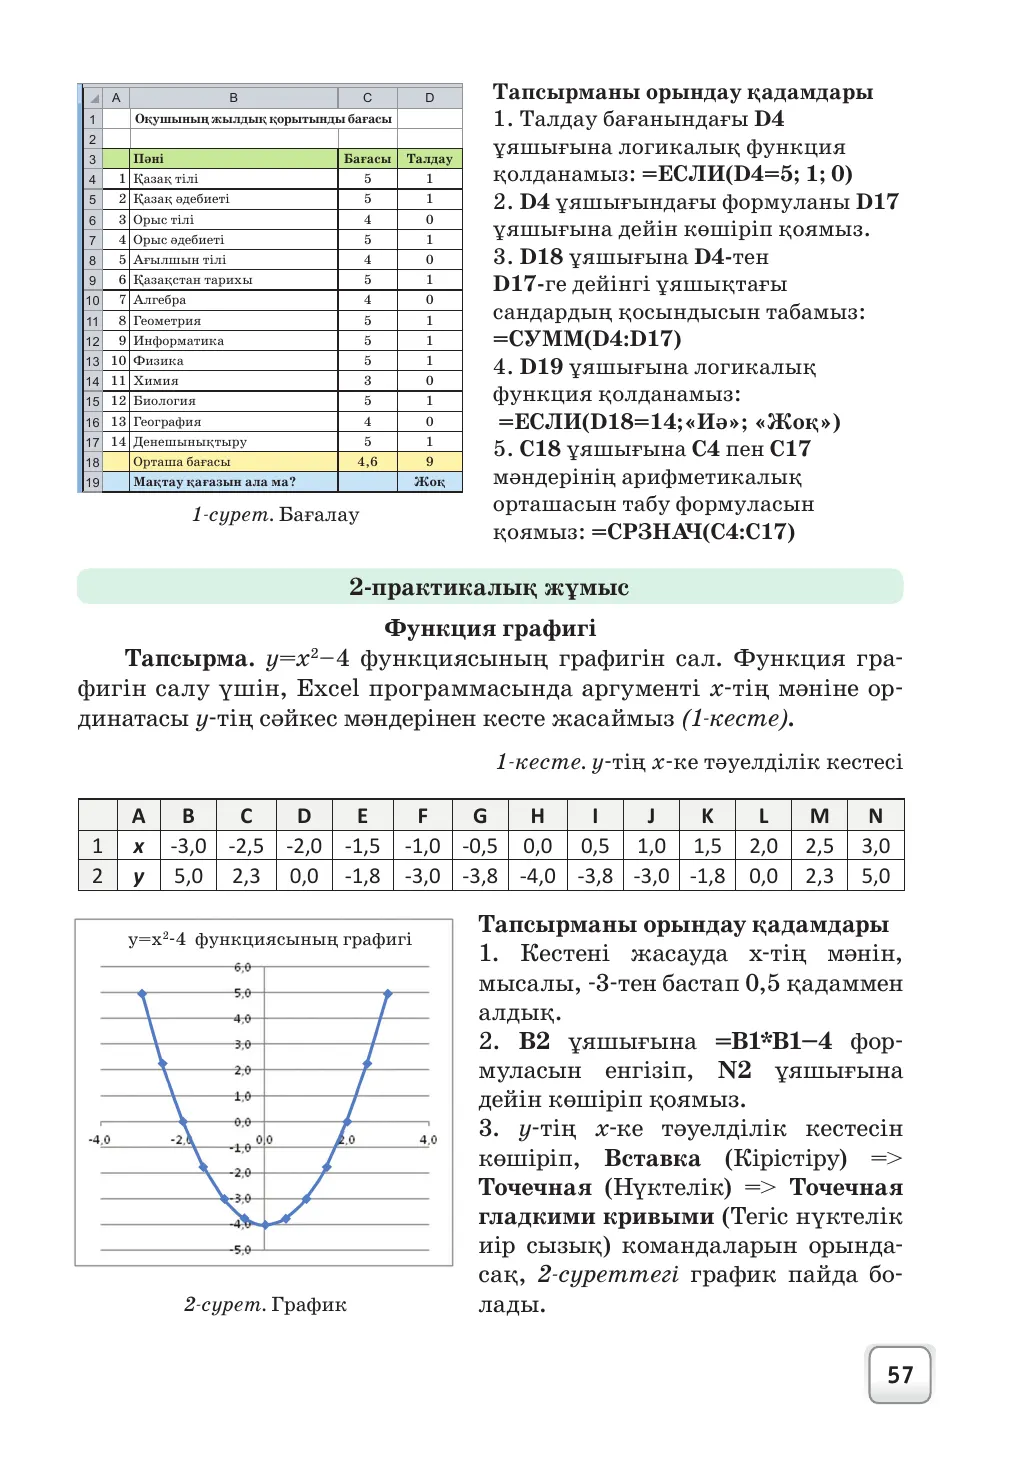 A B C D
1 Оқушының жылдық қорытынды бағасы
2
3 Пәні Бағасы Талдау
4 1 Қазақ тілі 5 1
5 2 Қазақ әдебиеті 5 1
6 3 Орыс тілі 4 0
7 4 Орыс әдебиеті 5 1
8 5 Ағылшын тілі 4 0
9 6 Қазақстан тарихы 5 1
10 7 Алгебра 4 0
11 8 Геометрия 5 1
12 9 Информатика 5 1
13 10 Физика 5 1
14 11 Химия 3 0
15 12 Биология 5 1
16 13 География 4 0
17 14 Денешынықтыру 5 1
18 Орташа бағасы 4,6 9
19 Мақтау қағазын ала ма? Жоқ
1-сурет. Бағалау
Тапсырманы орындау қадамдары
1. Талдау бағанындағы D4
ұяшығына логикалық функция
қолданамыз: =ЕСЛИ(D4=5; 1; 0)
2. D4 ұяшығындағы формуланы D17
ұяшығына дейін көшіріп қоямыз.
3. D18 ұяшығына D4-тен
D17-ге дейінгі ұяшықтағы
сандардың қосындысын табамыз:
=СУММ(D4:D17)
4. D19 ұяшығына логикалық
функция қолданамыз:
=ЕСЛИ(D18=14;«Иә»; «Жоқ»)
5. C18 ұяшығына C4 пен C17
мәндерінің арифметикалық
орташасын табу формуласын
қоямыз: =СРЗНАЧ(C4:C17)
2-практикалық жұмыс
Функция графигі
Тапсырма. y=x²−4 функциясының графигін сал. Функция гра-
фигін салу үшін, Excel программасында аргументі x-тің мәніне ор-
динатасы y-тің сәйкес мәндерінен кесте жасаймыз (1-кесте).
1-кесте. y-тің x-ке тәуелділік кестесі
A B C D E F G H I J K L M N
1 x -3,0 -2,5 -2,0 -1,5 -1,0 -0,5 0,0 0,5 1,0 1,5 2,0 2,5 3,0
2 y 5,0 2,3 0,0 -1,8 -3,0 -3,8 -4,0 -3,8 -3,0 -1,8 0,0 2,3 5,0
y=x²-4 функциясының графигі
6,0
5,0
4,0
3,0
2,0
1,0
0,0
-4,0 -2,0 0,0 2,0 4,0
-1,0
-2,0
-3,0
-4,0
-5,0
2-сурет. График
Тапсырманы орындау қадамдары
1. Кестені жасауда х-тің мәнін,
мысалы, -3-тен бастап 0,5 қадаммен
алдық.
2. B2 ұяшығына =B1*B1−4 фор-
муласын енгізіп, N2 ұяшығына
дейін көшіріп қоямыз.
3. y-тің x-ке тәуелділік кестесін
көшіріп, Вставка (Кірістіру) =>
Точечная (Нүктелік) => Точечная
гладкими кривыми (Тегіс нүктелік
иір сызық) командаларын орында-
сақ, 2-суреттегі график пайда бо-
лады.
57